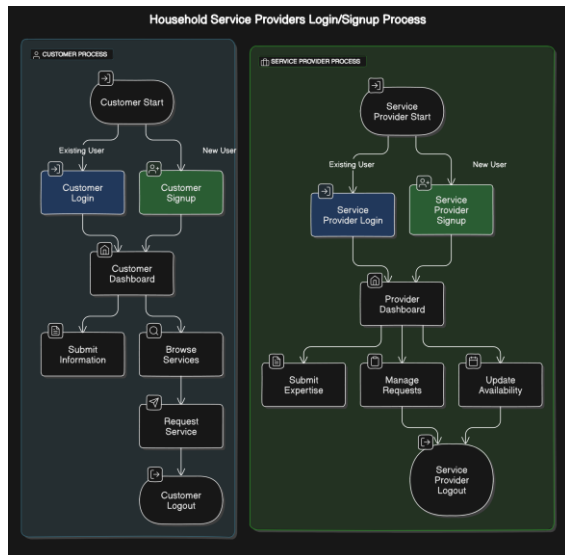 Household Service Providers Login/Signup Process
CUSTOMER PROCESS
Customer Start
Existing User
New User
Customer
Login
Customer
Signup
Customer
Dashboard
Submit
Information
Browse
Services
Request
Service
Customer
Logout
SERVICE PROVIDER PROCESS
Service
Provider Start
Existing User
New User
Service
Provider Login
Service
Provider
Signup
Provider
Dashboard
Submit
Expertise
Manage
Requests
Update
Availability
Service
Provider
Logout